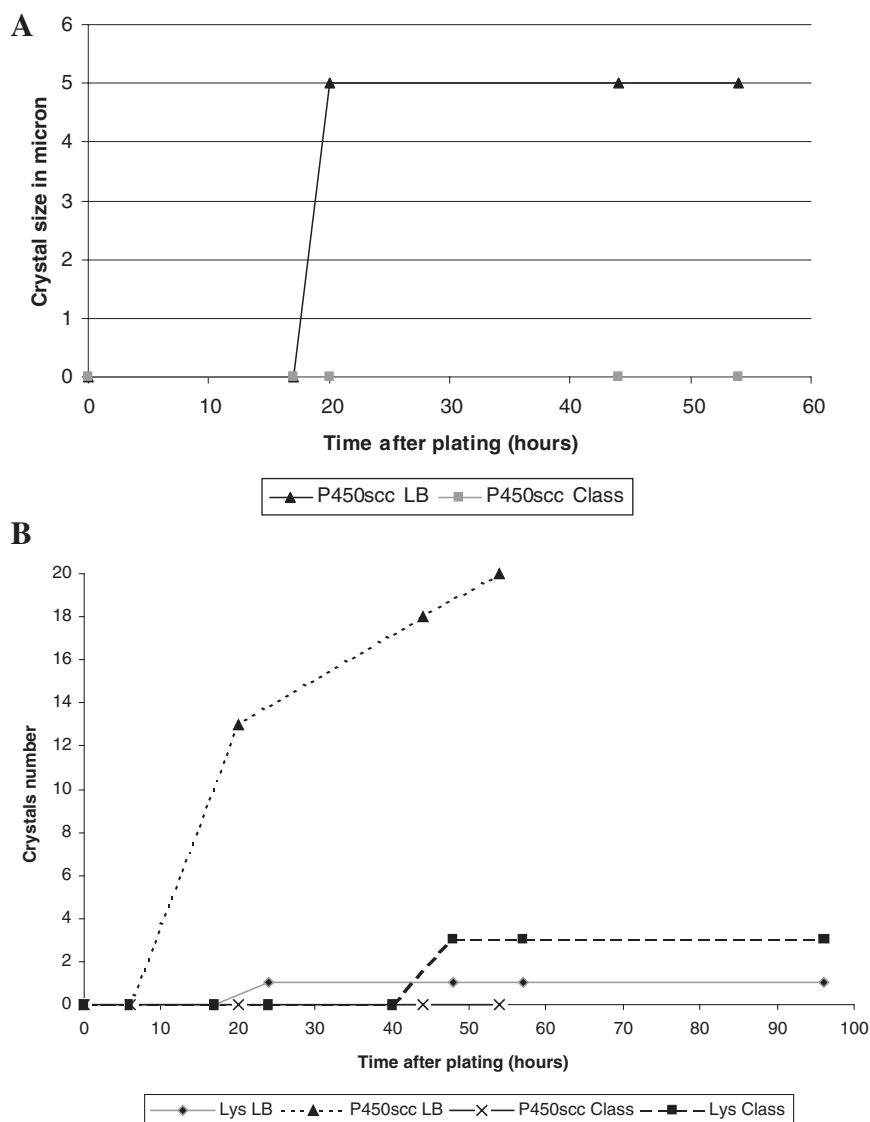 A
Crystal size in micron
6
5
4
3
2
1
0
0 10 20 30 40 50 60
Time after plating (hours)
P450scc LB P450scc Class
B
Crystals number
20
18
16
14
12
10
8
6
4
2
0
0 10 20 30 40 50 60 70 80 90 100
Time after plating (hours)
Lys LB P450scc LB P450scc Class Lys Class